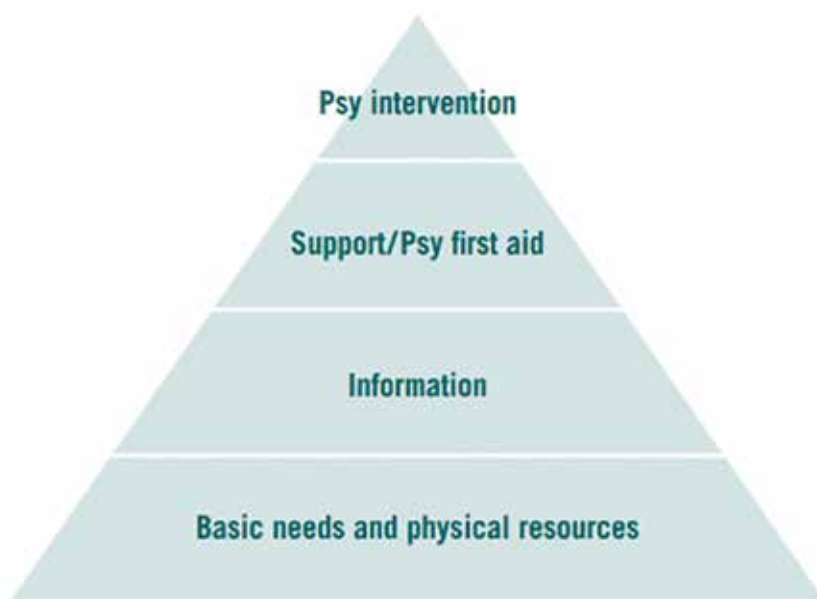 Psy intervention
Support/Psy first aid
Information
Basic needs and physical resources